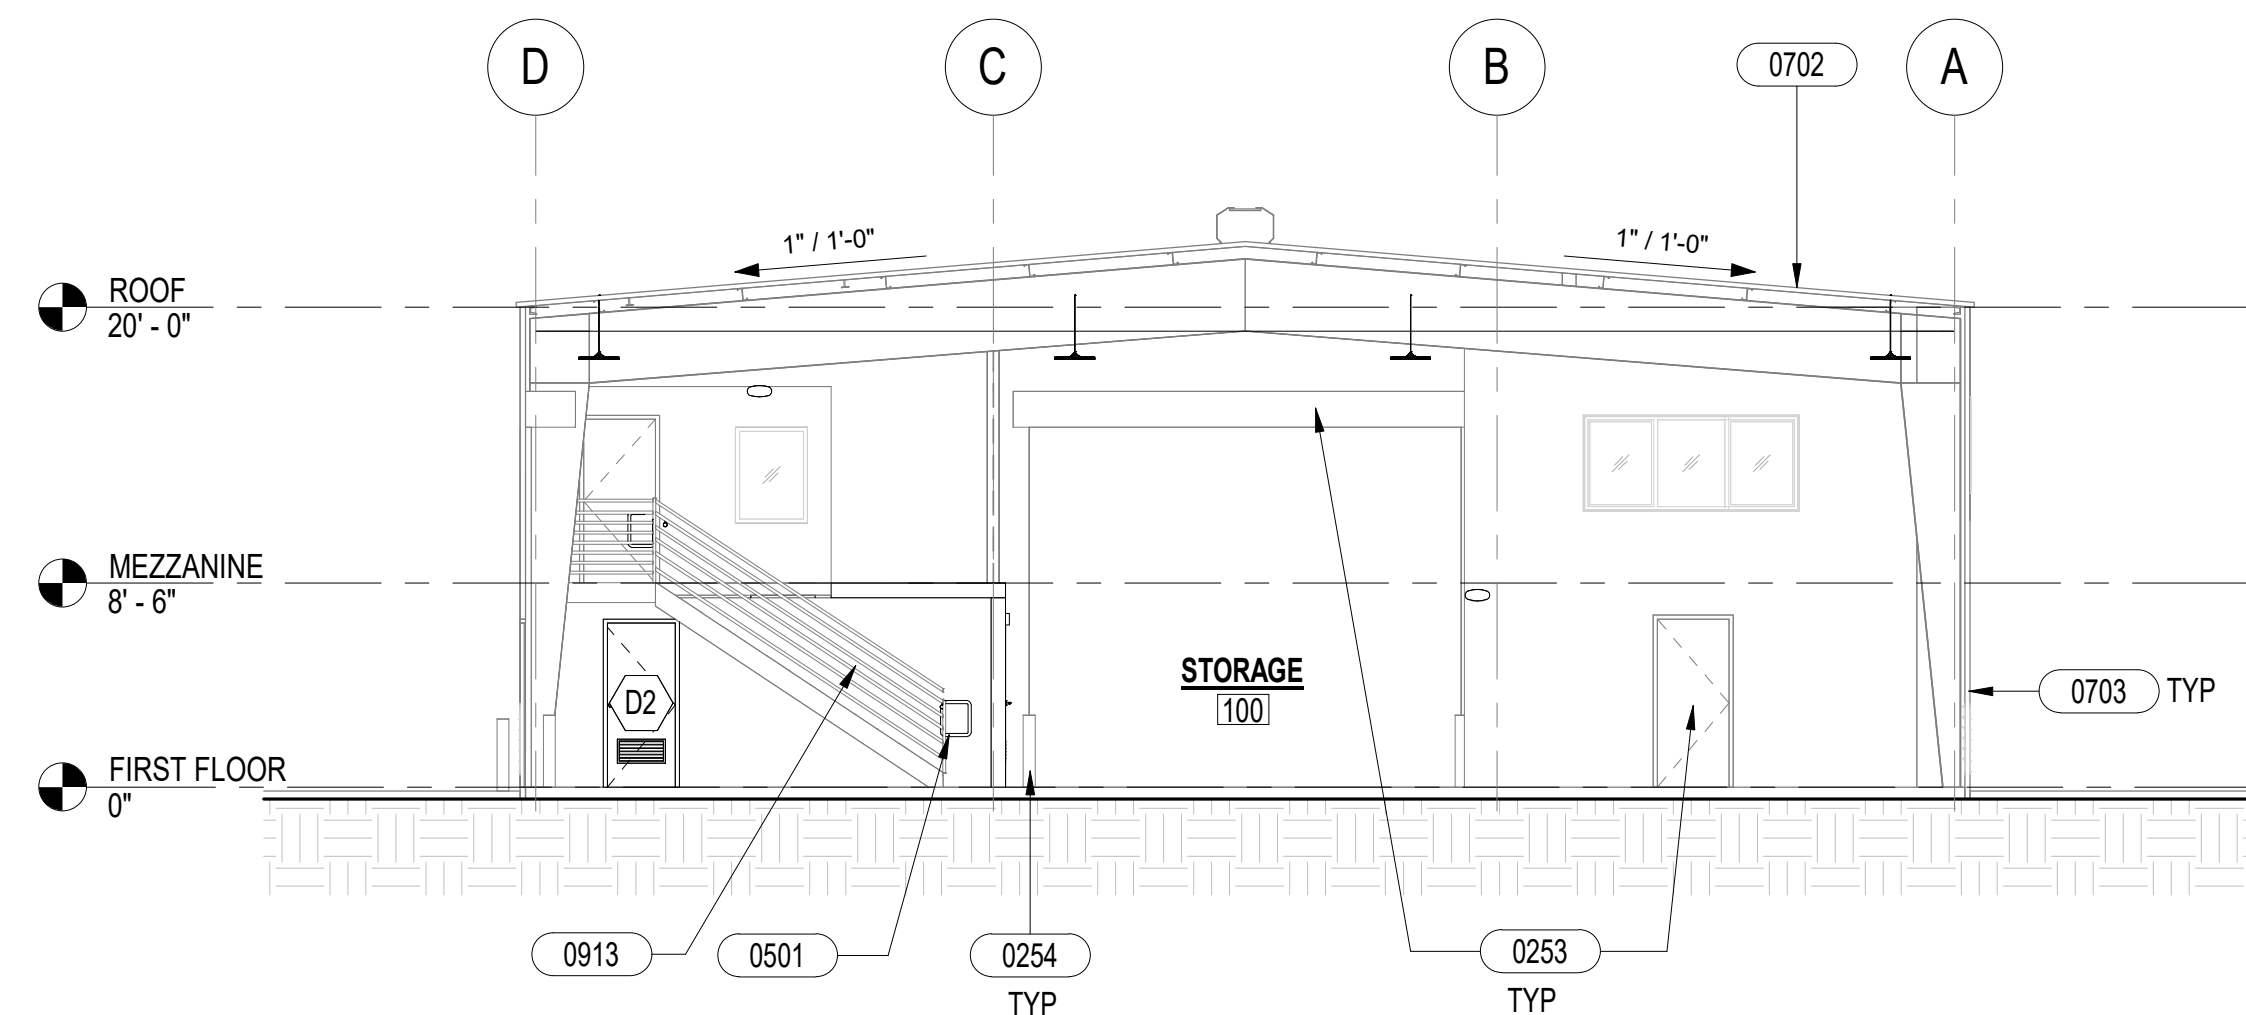 D
C
B
0702
A
1" / 1'-0"
1" / 1'-0"
ROOF
20' - 0"
MEZZANINE
8' - 6"
STORAGE
100
D2
0703 TYP
FIRST FLOOR
0"
0913
0501
0254
TYP
0253
TYP